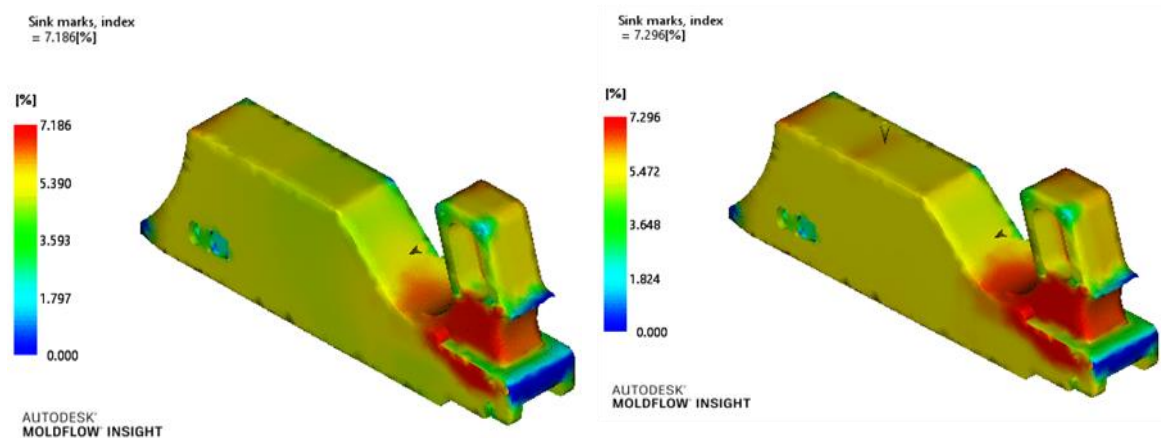 Sink marks, index
= 7.186[%]
[%]
7.186
5.390
3.593
1.797
0.000
AUTODESK®
MOLDFLOW® INSIGHT
Sink marks, index
= 7.296[%]
[%]
7.296
5.472
3.648
1.824
0.000
AUTODESK®
MOLDFLOW® INSIGHT